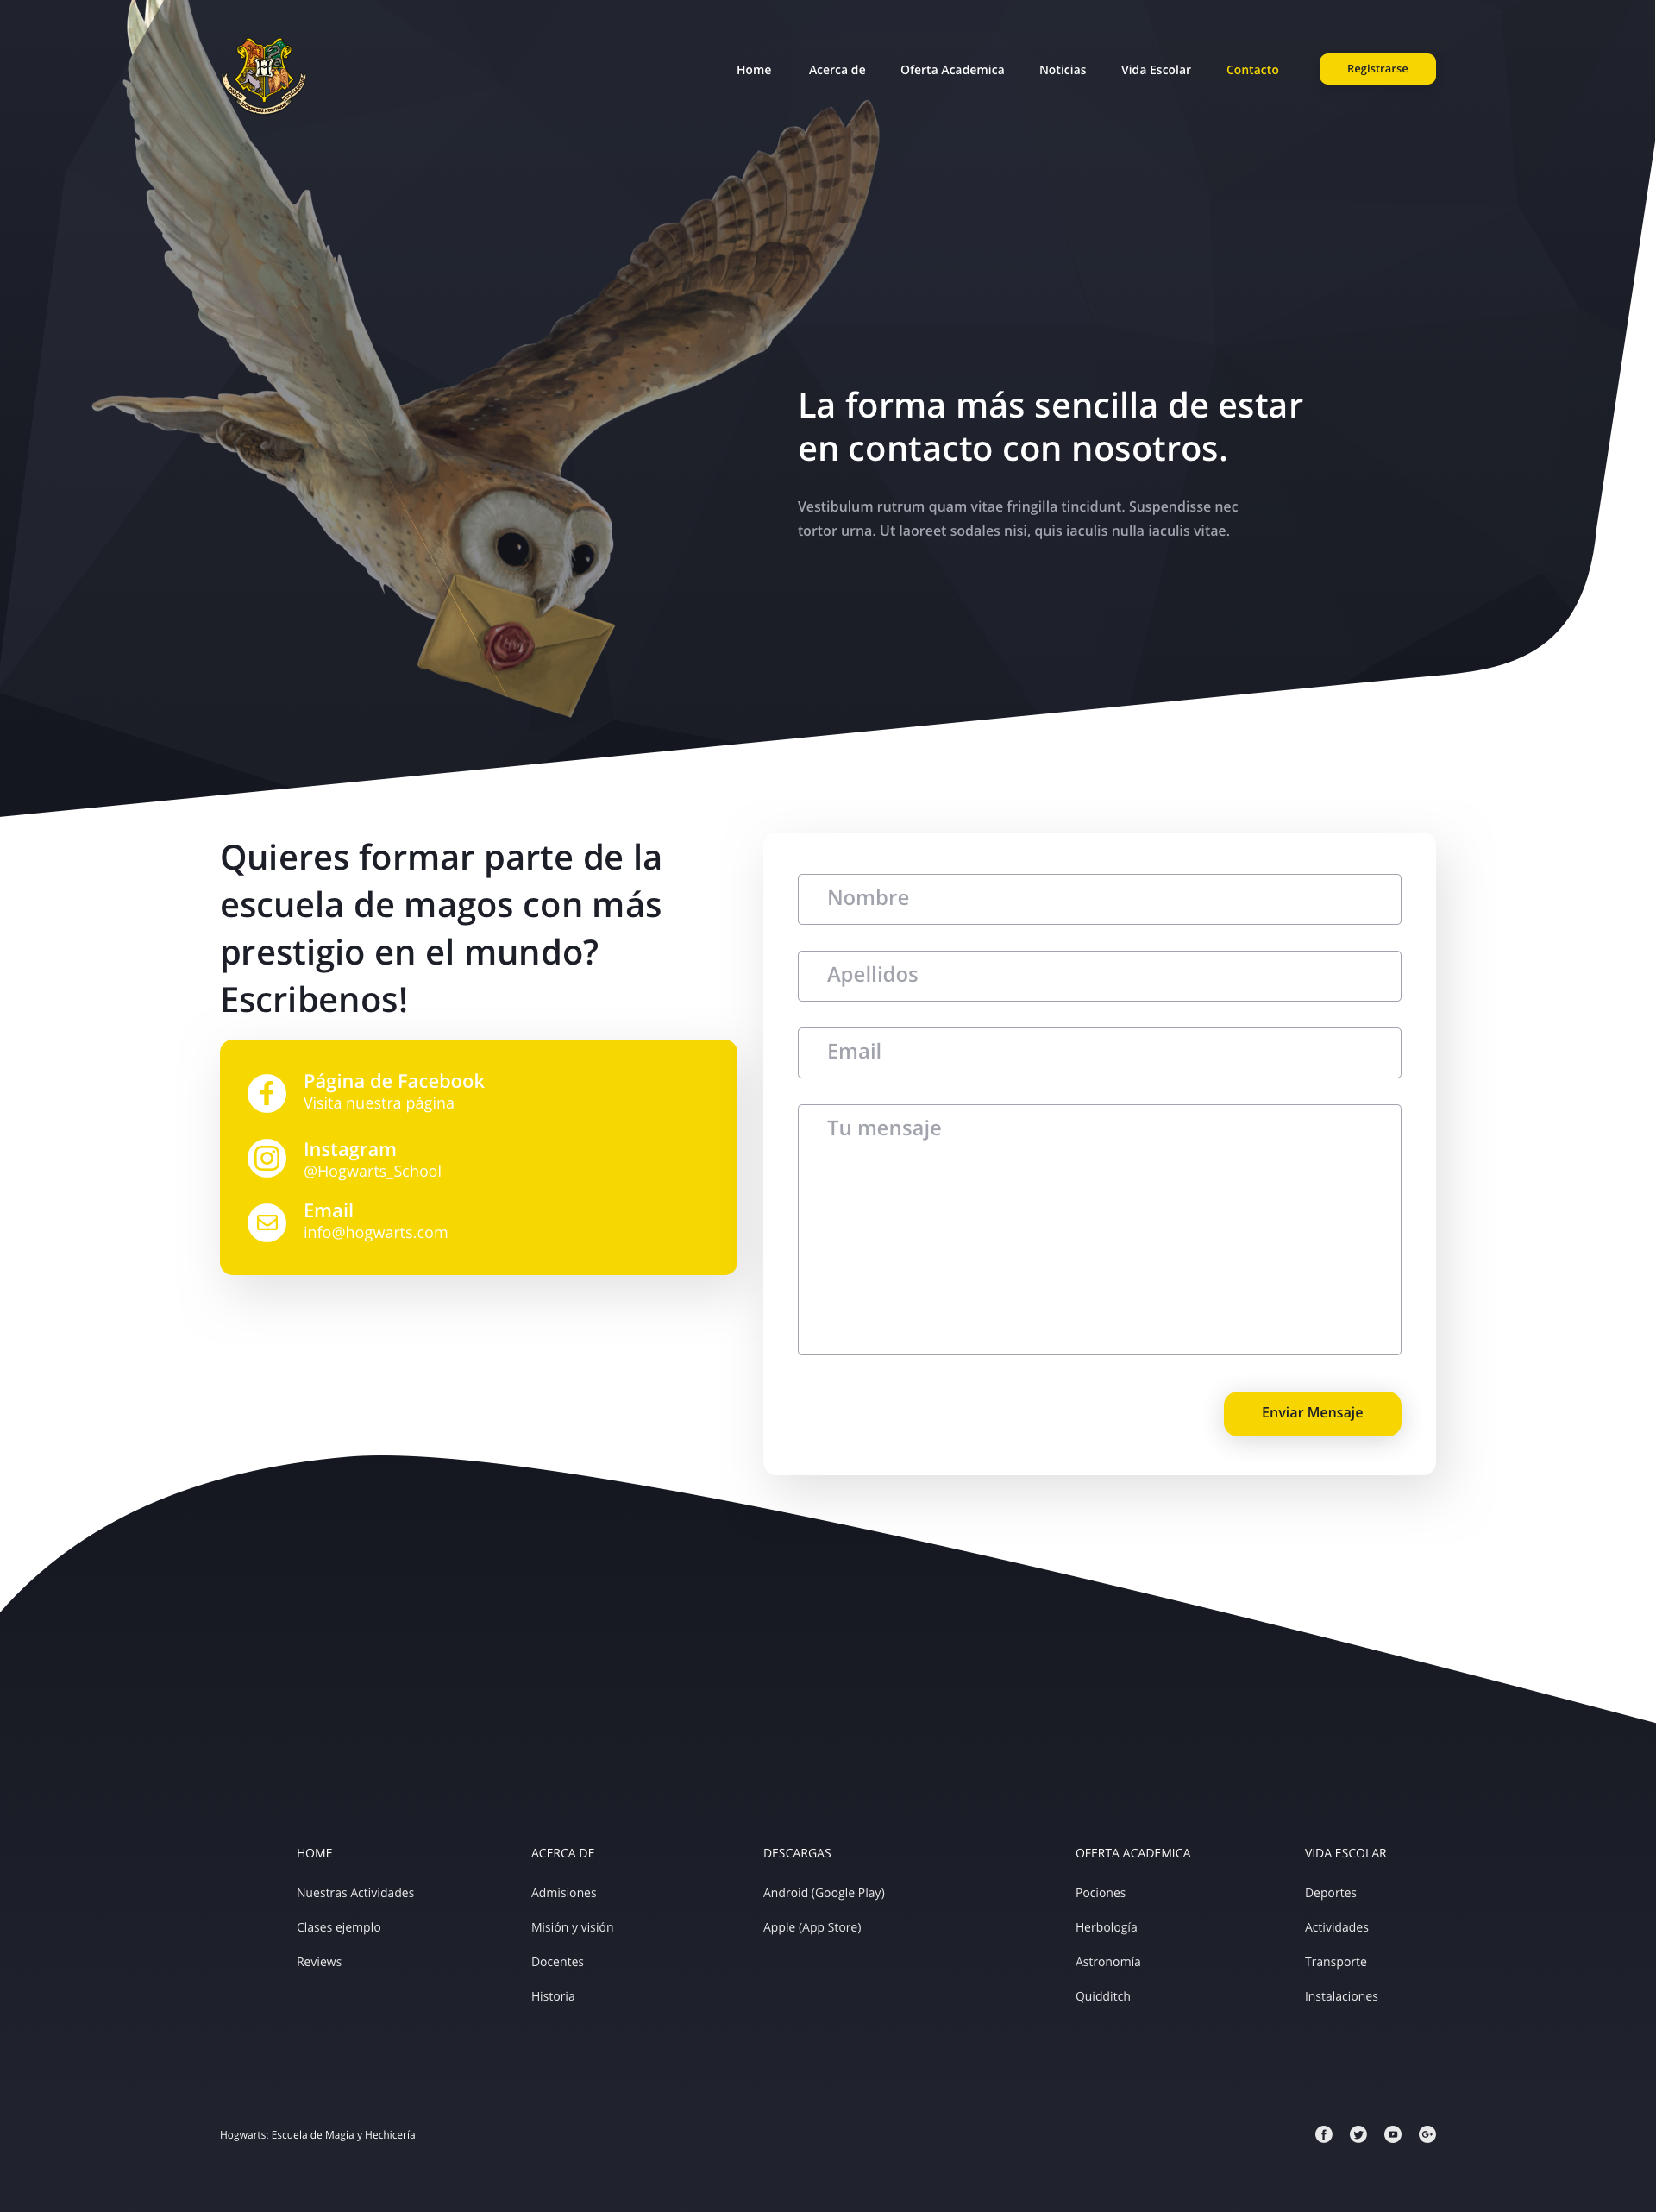 Home Acerca de Oferta Academica Noticias Vida Escolar Contacto Registrarse
La forma más sencilla de estar
en contacto con nosotros.
Vestibulum rutrum quam vitae fringilla tincidunt. Suspendisse nec
tortor urna. Ut laoreet sodales nisi, quis iaculis nulla iaculis vitae.
Quieres formar parte de la
escuela de magos con más
prestigio en el mundo?
Escribenos!
Página de Facebook
Visita nuestra página
Instagram
@Hogwarts_School
Email
info@hogwarts.com
Nombre
Apellidos
Email
Tu mensaje
Enviar Mensaje
HOME
Nuestras Actividades
Clases ejemplo
Reviews
ACERCA DE
Admisiones
Misión y visión
Docentes
Historia
DESCARGAS
Android (Google Play)
Apple (App Store)
OFERTA ACADEMICA
Pociones
Herbología
Astronomía
Quidditch
VIDA ESCOLAR
Deportes
Actividades
Transporte
Instalaciones
Hogwarts: Escuela de Magia y Hechicería